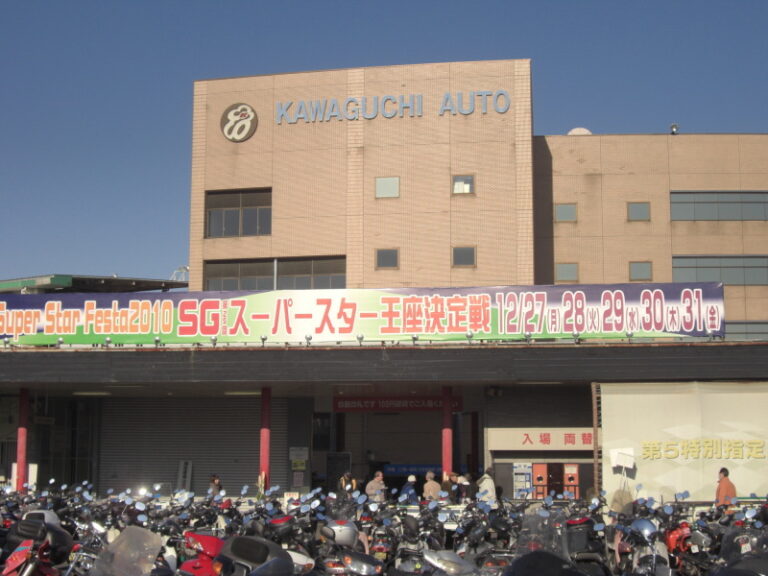 KAWAGUCHI AUTO
Super Star Festa2010 SG スーパースター王座決定戦 12/27(月) 28(火) 29(水) 30(木) 31(金)
入場 両替
第5特別指定